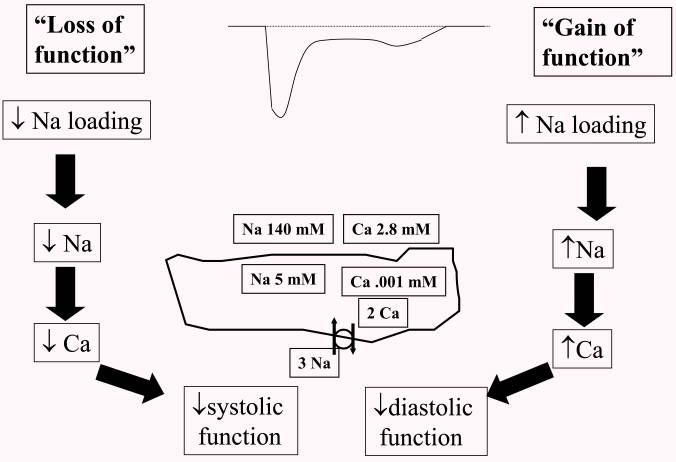 “Loss of
function”
↓ Na loading
↓ Na
↓ Ca
↓systolic
function
Na 140 mM
Ca 2.8 mM
Na 5 mM
Ca .001 mM
2 Ca
3 Na
“Gain of
function”
↑ Na loading
↑Na
↑Ca
↓diastolic
function